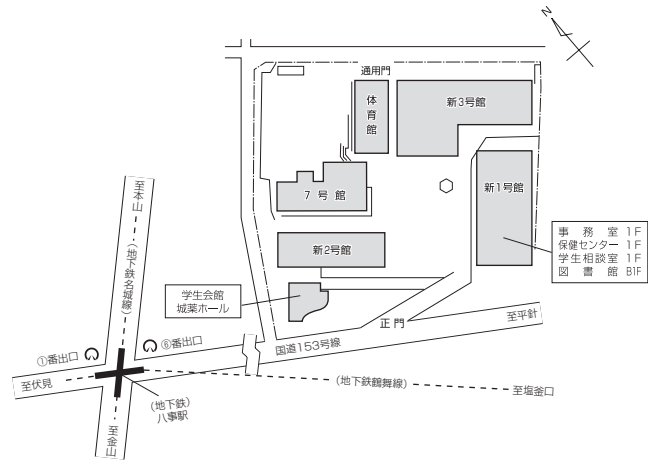 N
通用門
体育館
新3号館
7号館
新1号館
事務室 1F
保健センター 1F
学生相談室 1F
図書館 B1F
新2号館
学生会館
城薬ホール
正門
至平針
国道153号線
至本山
(地下鉄名城線)
①番出口
⑥番出口
至伏見
(地下鉄)
八事駅
至金山
(地下鉄鶴舞線)
至塩釜口